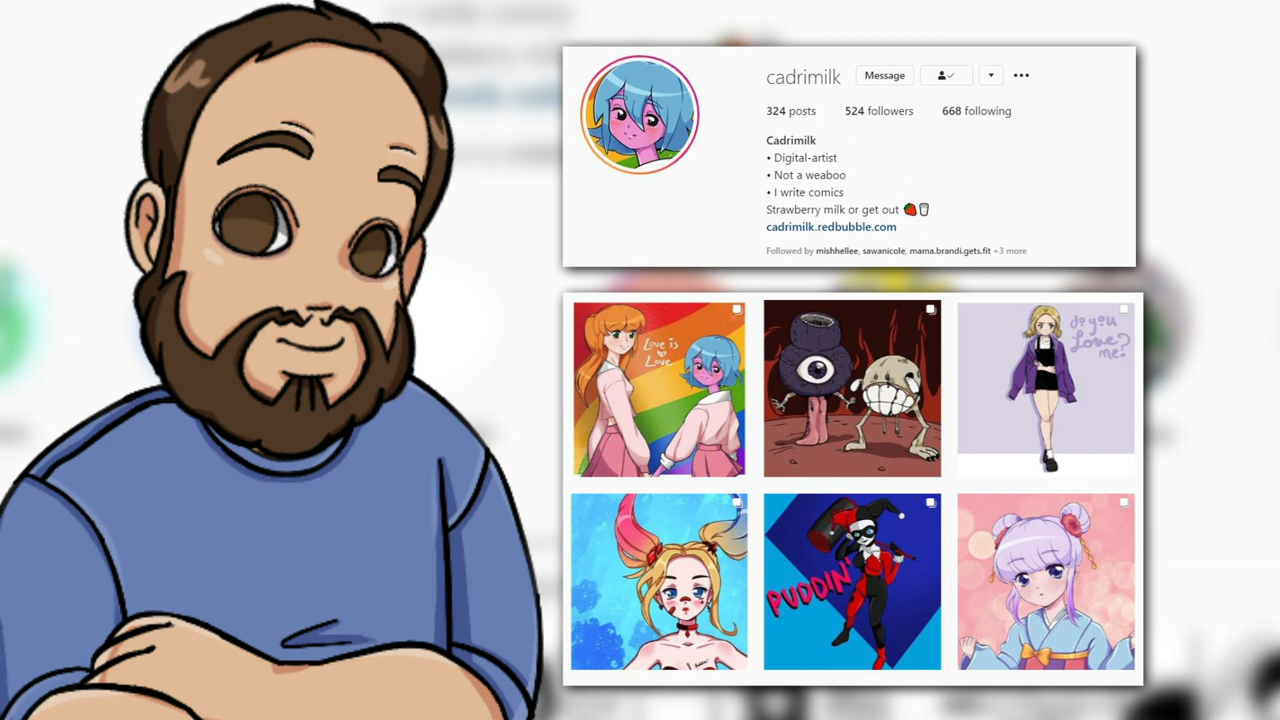 cadrimilk Message
324 posts 524 followers 668 following
Cadrimilk
• Digital-artist
• Not a weaboo
• I write comics
Strawberry milk or get out 🍓🥛
cadrimilk.redbubble.com
Followed by mishhellee, sawanicole, mama.brandi.gets.fit +3 more
Love is
Love
do you
Love
me?
PUDDIN'